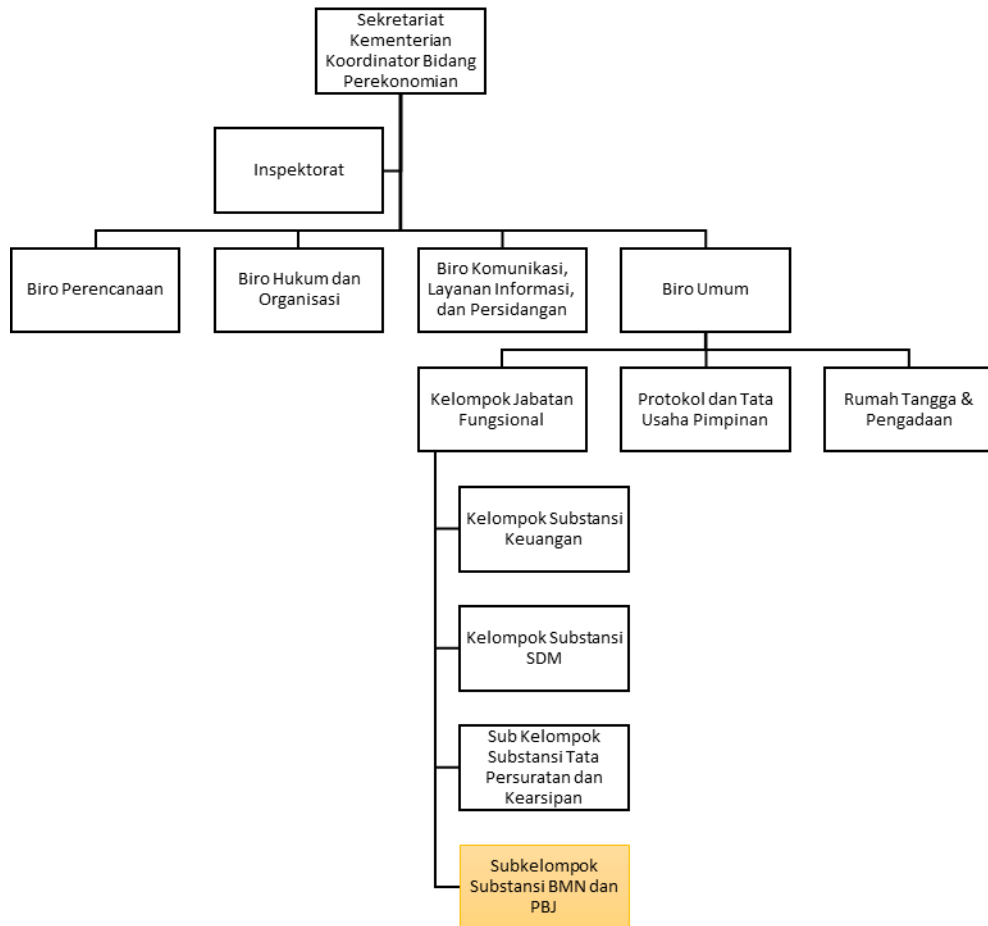 Sekretariat
Kementerian
Koordinator Bidang
Perekonomian
Inspektorat
Biro Perencanaan
Biro Hukum dan
Organisasi
Biro Komunikasi,
Layanan Informasi,
dan Persidangan
Biro Umum
Kelompok Jabatan
Fungsional
Protokol dan Tata
Usaha Pimpinan
Rumah Tangga &
Pengadaan
Kelompok Substansi
Keuangan
Kelompok Substansi
SDM
Sub Kelompok
Substansi Tata
Persuratan dan
Kearsipan
Subkelompok
Substansi BMN dan
PBJ